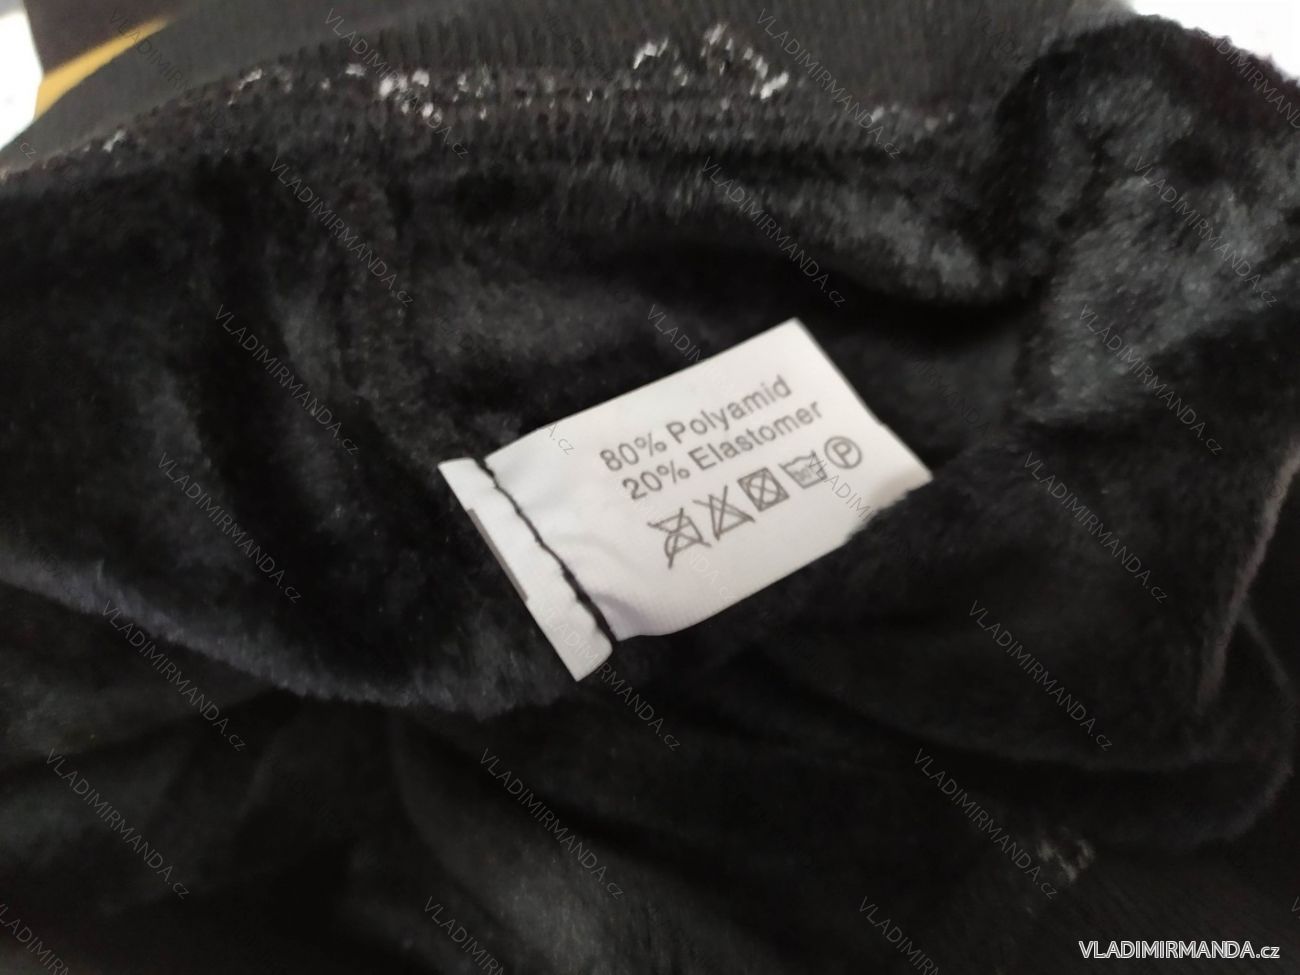 80% Polyamid
20% Elastomer
P
VLADIMIRMANDA.cz